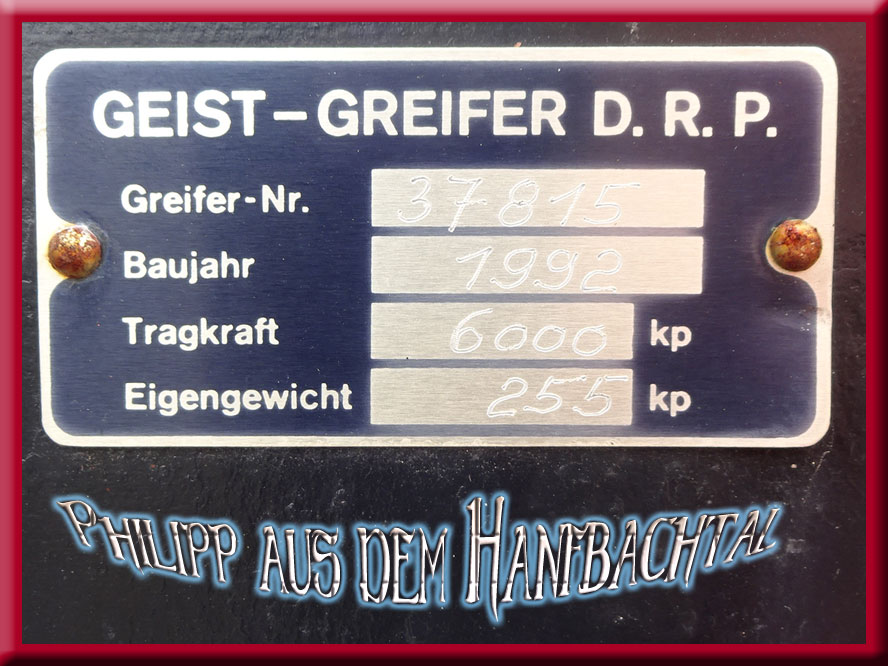 GEIST-GREIFER D. R. P.
Greifer-Nr. 37815
Baujahr 1992
Tragkraft 6000 kp
Eigengewicht 255 kp
PHILIPP AUS DEM HANFBACHTAL